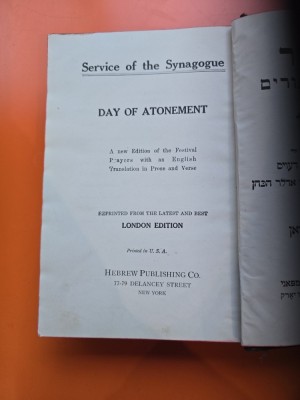 Service of the Synagogue
DAY OF ATONEMENT
A new Edition of the Festival
Prayers with an English
Translation in Prose and Verse
REPRINTED FROM THE LATEST AND BEST
LONDON EDITION
Printed in U. S. A.
HEBREW PUBLISHING CO.
77-79 DELANCEY STREET
NEW YORK